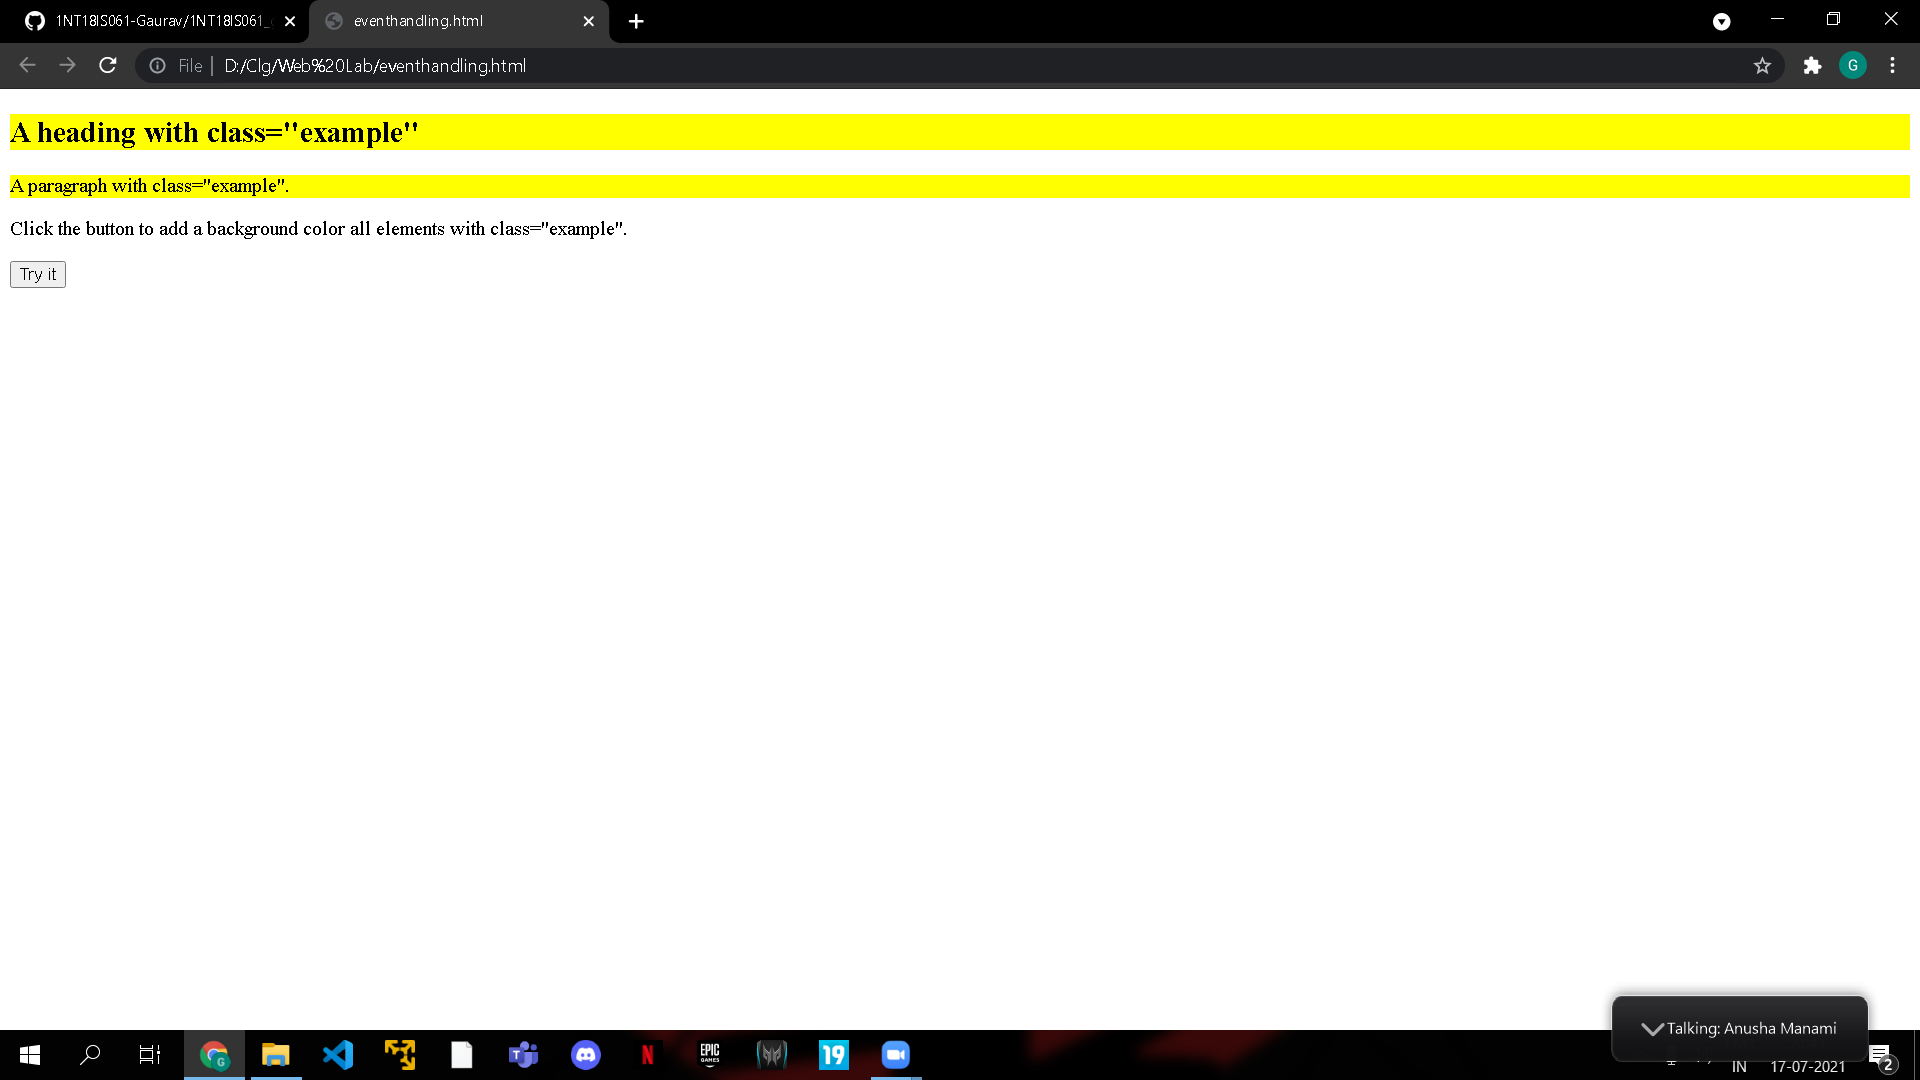 1NT18IS061-Gaurav/1NT18IS061_
eventhandling.html
File | D:/Clg/Web%20Lab/eventhandling.html
G
A heading with class="example"
A paragraph with class="example".
Click the button to add a background color all elements with class="example".
Try it
Talking: Anusha Manami
G
T
N
EPIC
GAMES
19
IN
17-07-2021
2